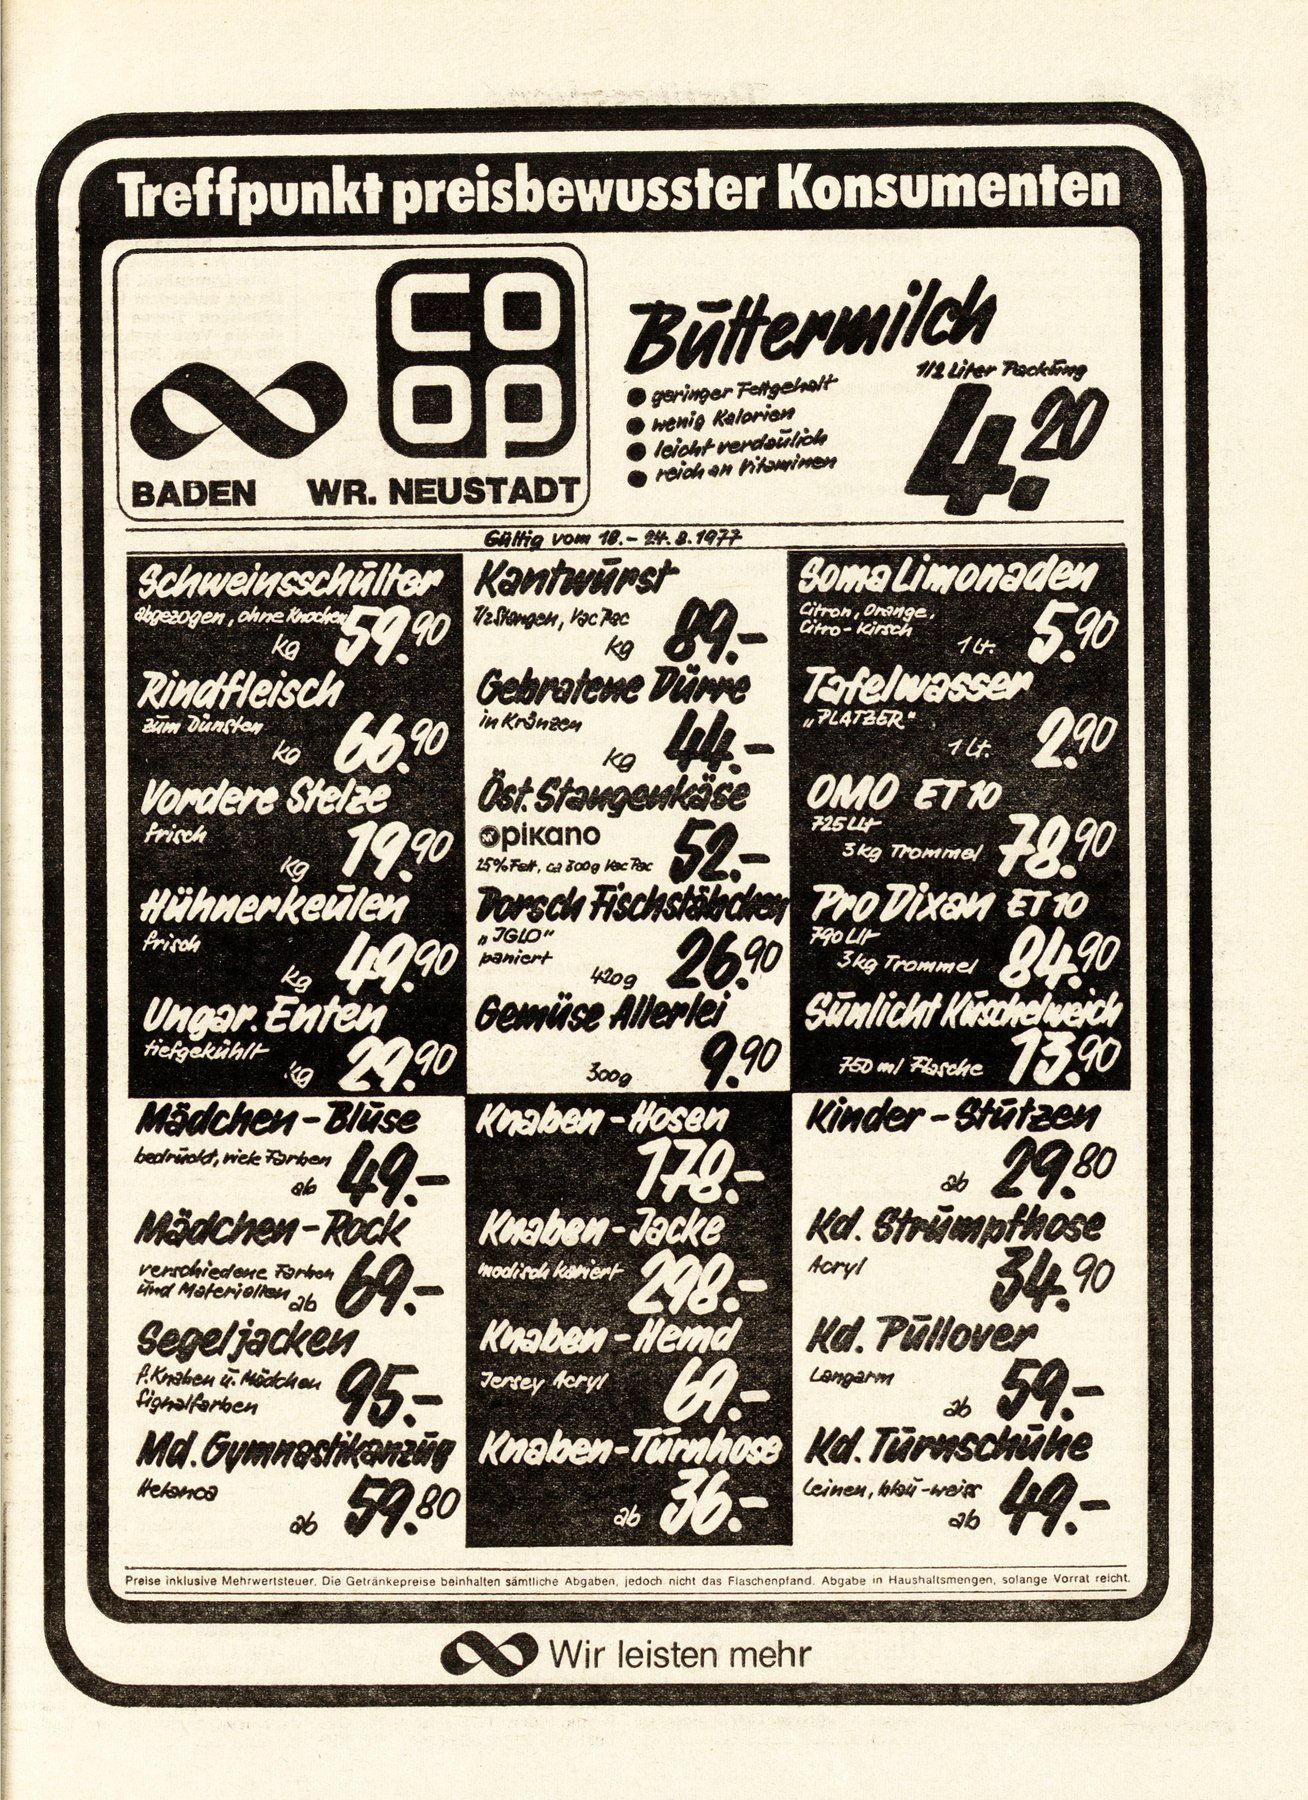 Treffpunkt preisbewusster Konsumenten
CO
OP
BADEN WR. NEUSTADT
Buttermilch
1/2 Liter Packung
● geringer Fettgehalt
● wenig Kalorien
● leicht verdaulich
● reich an Vitaminen
4.20
Gültig vom 18.- 24.8.1977
Schweinsschulter
abgezogen, ohne Knochen
kg 59.90
Rindfleisch
zum Dünsten
kg 66.90
Vordere Stelze
frisch
kg 19.90
Hühnerkeulen
frisch
kg 49.90
Ungar. Enten
tiefgekühlt
kg 29.90
Kantwurst
1/2 Stangen, Vac Pac
kg 89.-
Gebratene Dürre
in Kränzen
kg 44.-
Öst. Stangenkäse
pikano
25% Fett, ca 300g Vac Pac
52.-
Dorsch Fischstäbchen
„IGLO"
paniert
420g 26.90
Gemüse Allerlei
300g 9.90
Soma Limonaden
Citron, Orange,
Citro-Kirsch
1 Lt. 5.90
Tafelwasser
„PLATZER"
1 Lt. 2.90
OMO ET 10
725 Lit
3kg Trommel 78.90
Pro Dixan ET 10
790 Lit
3kg Trommel 84.90
Sunlicht Kuschelweich
750 ml Flasche 13.90
Mädchen-Bluse
bedruckt, viele Farben
ab 49.-
Mädchen-Rock
verschiedene Farben
und Materialien ab 69.-
Segeljacken
f. Knaben u. Mädchen
Signalfarben
95.-
Md. Gymnastikanzug
Helanca
ab 59.80
Knaben-Hosen
178.-
Knaben-Jacke
modisch kariert
298.-
Knaben-Hemd
Jersey Acryl
69.-
Knaben-Turnhose
ab 36.-
Kinder-Stutzen
ab 29.80
Kd. Strumpfhose
Acryl
34.90
Kd. Pullover
Langarm
ab 59.-
Kd. Turnschuhe
Leinen, blau-weiss
ab 49.-
Preise inklusive Mehrwertsteuer. Die Getränkepreise beinhalten sämtliche Abgaben, jedoch nicht das Flaschenpfand. Abgabe in Haushaltsmengen, solange Vorrat reicht.
Wir leisten mehr